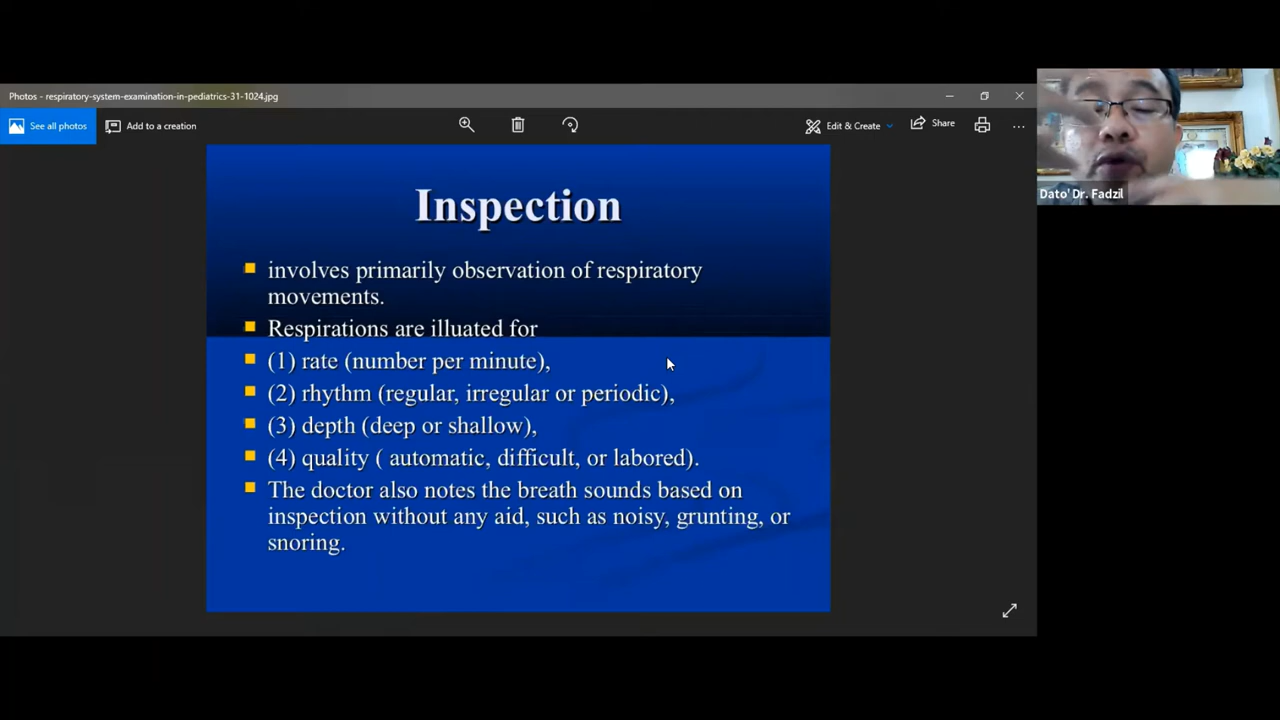 Photos - respiratory-system-examination-in-pediatrics-31-1024.jpg
See all photos
Add to a creation
Edit & Create
Share
Dato' Dr. Fadzil
Inspection
involves primarily observation of respiratory
movements.
Respirations are illuated for
(1) rate (number per minute),
(2) rhythm (regular, irregular or periodic),
(3) depth (deep or shallow),
(4) quality ( automatic, difficult, or labored).
The doctor also notes the breath sounds based on
inspection without any aid, such as noisy, grunting, or
snoring.